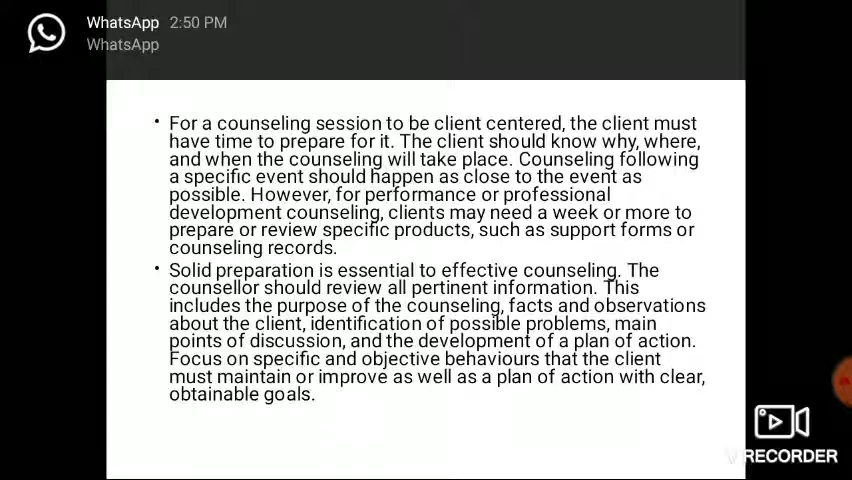 WhatsApp 2:50 PM
WhatsApp
• For a counseling session to be client centered, the client must
have time to prepare for it. The client should know why, where,
and when the counseling will take place. Counseling following
a specific event should happen as close to the event as
possible. However, for performance or professional
development counseling, clients may need a week or more to
prepare or review specific products, such as support forms or
counseling records.
• Solid preparation is essential to effective counseling. The
counsellor should review all pertinent information. This
includes the purpose of the counseling, facts and observations
about the client, identification of possible problems, main
points of discussion, and the development of a plan of action.
Focus on specific and objective behaviours that the client
must maintain or improve as well as a plan of action with clear,
obtainable goals.
VRECORDER